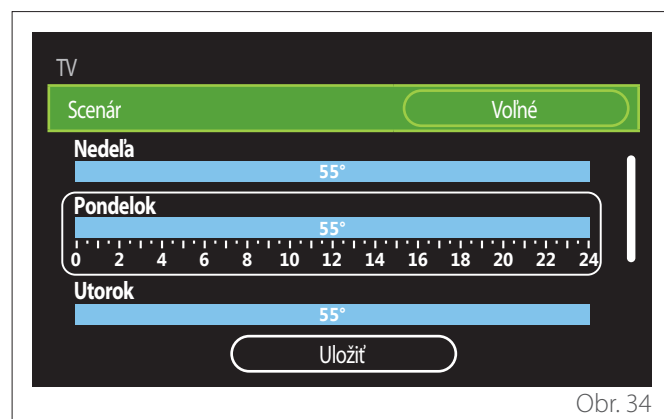 TV
Scenár Voľné
Nedeľa
55°
Pondelok
55°
0 2 4 6 8 10 12 14 16 18 20 22 24
Utorok
55°
Uložiť
Obr. 34